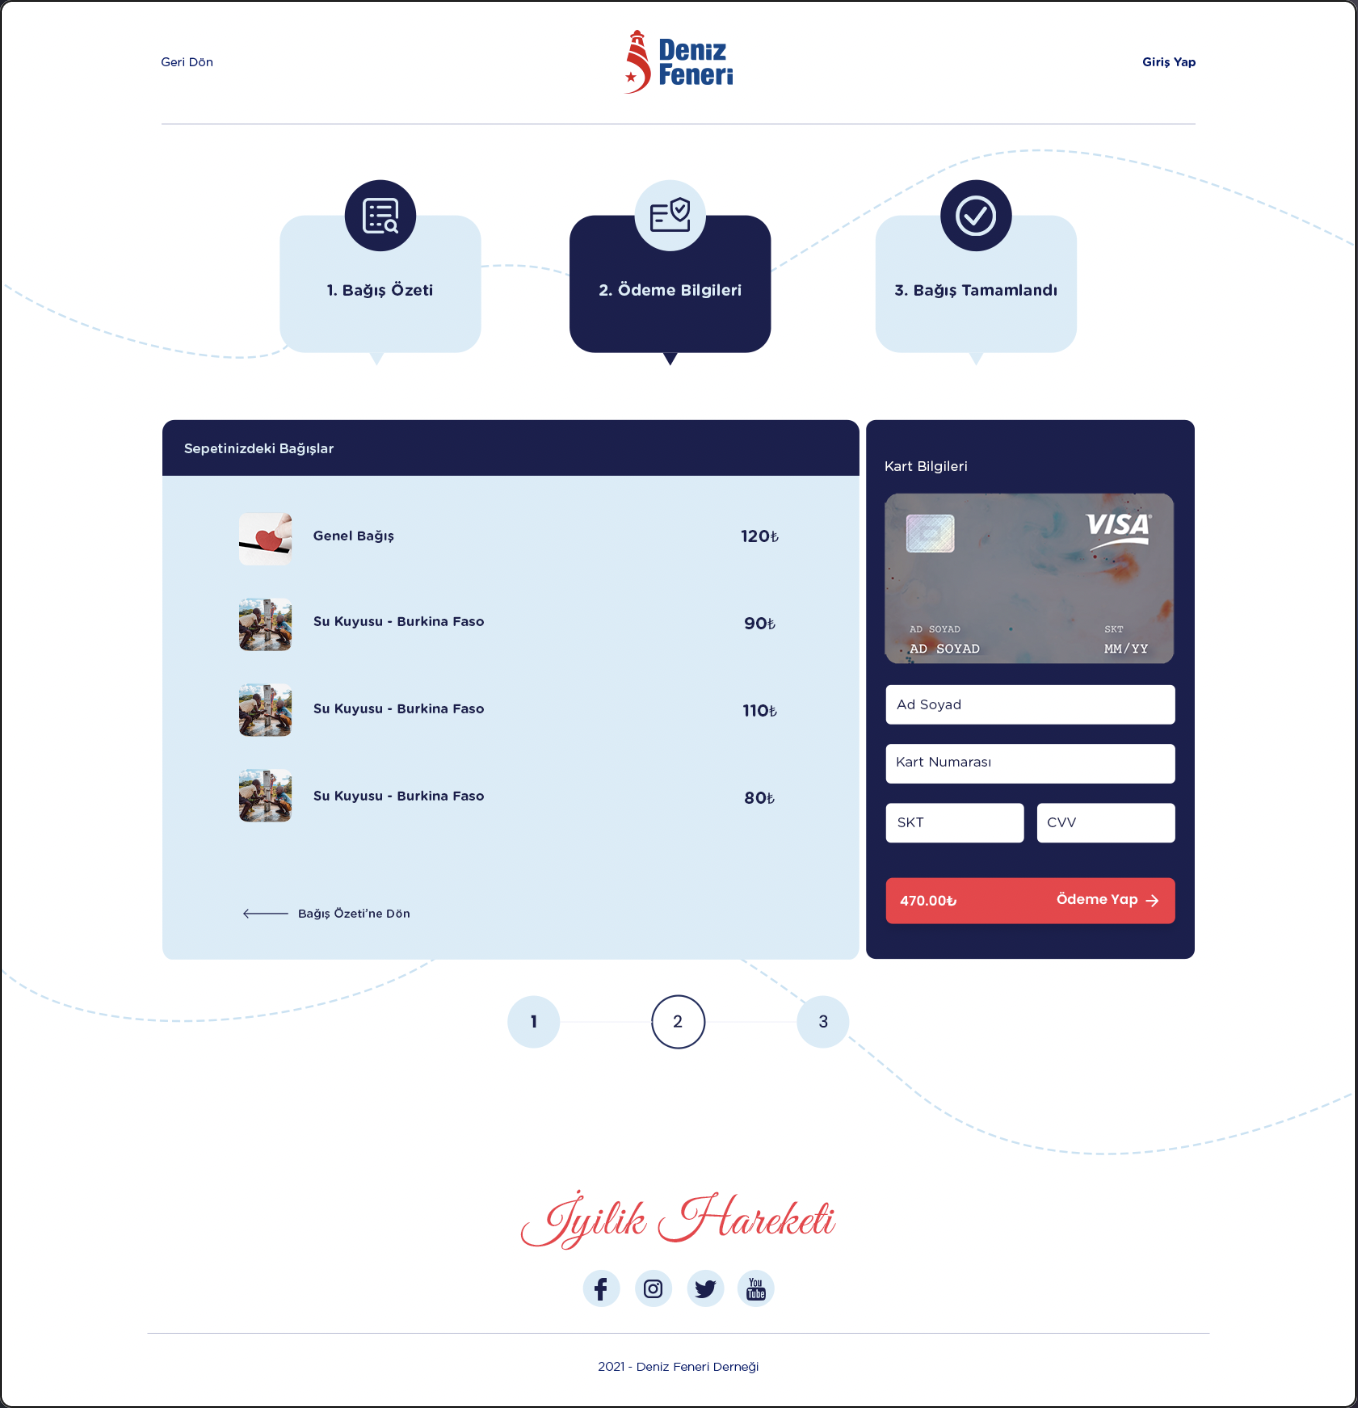 Geri Dön
Deniz
Feneri
Giriş Yap
1. Bağış Özeti
2. Ödeme Bilgileri
3. Bağış Tamamlandı
Sepetinizdeki Bağışlar
Genel Bağış 120₺
Su Kuyusu - Burkina Faso 90₺
Su Kuyusu - Burkina Faso 110₺
Su Kuyusu - Burkina Faso 80₺
Bağış Özeti'ne Dön
Kart Bilgileri
VISA
AD SOYAD SKT
AD SOYAD MM/YY
Ad Soyad
Kart Numarası
SKT CVV
470.00₺ Ödeme Yap
1 2 3
İyilik Hareketi
You
Tube
2021 - Deniz Feneri Derneği